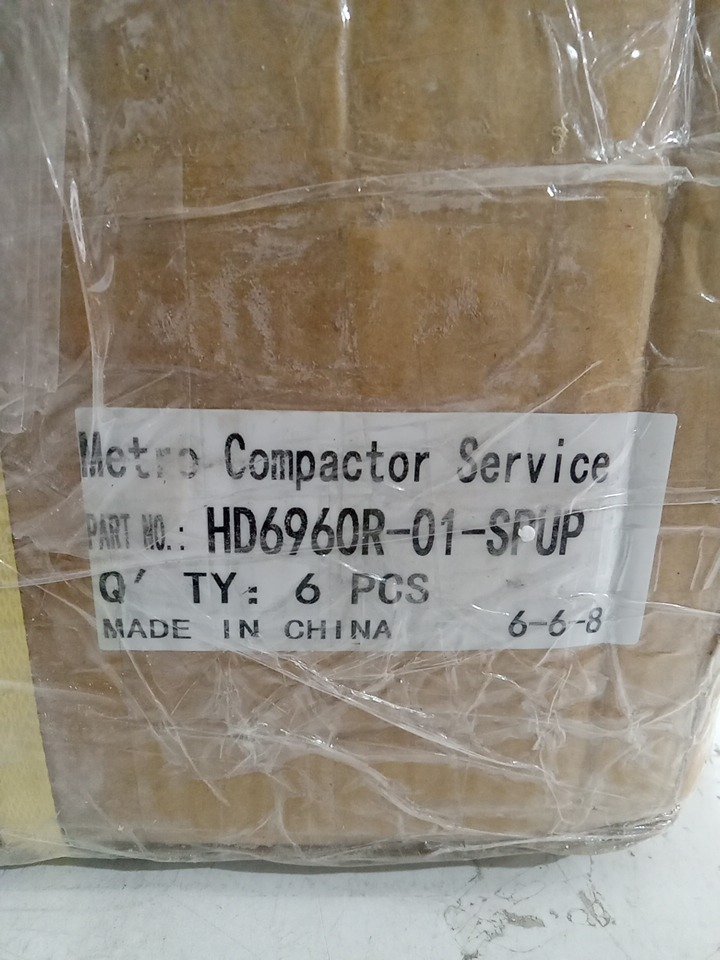 Metro Compactor Service
PART NO.: HD6960R-01-SPUP
Q' TY: 6 PCS
MADE IN CHINA 6-6-8